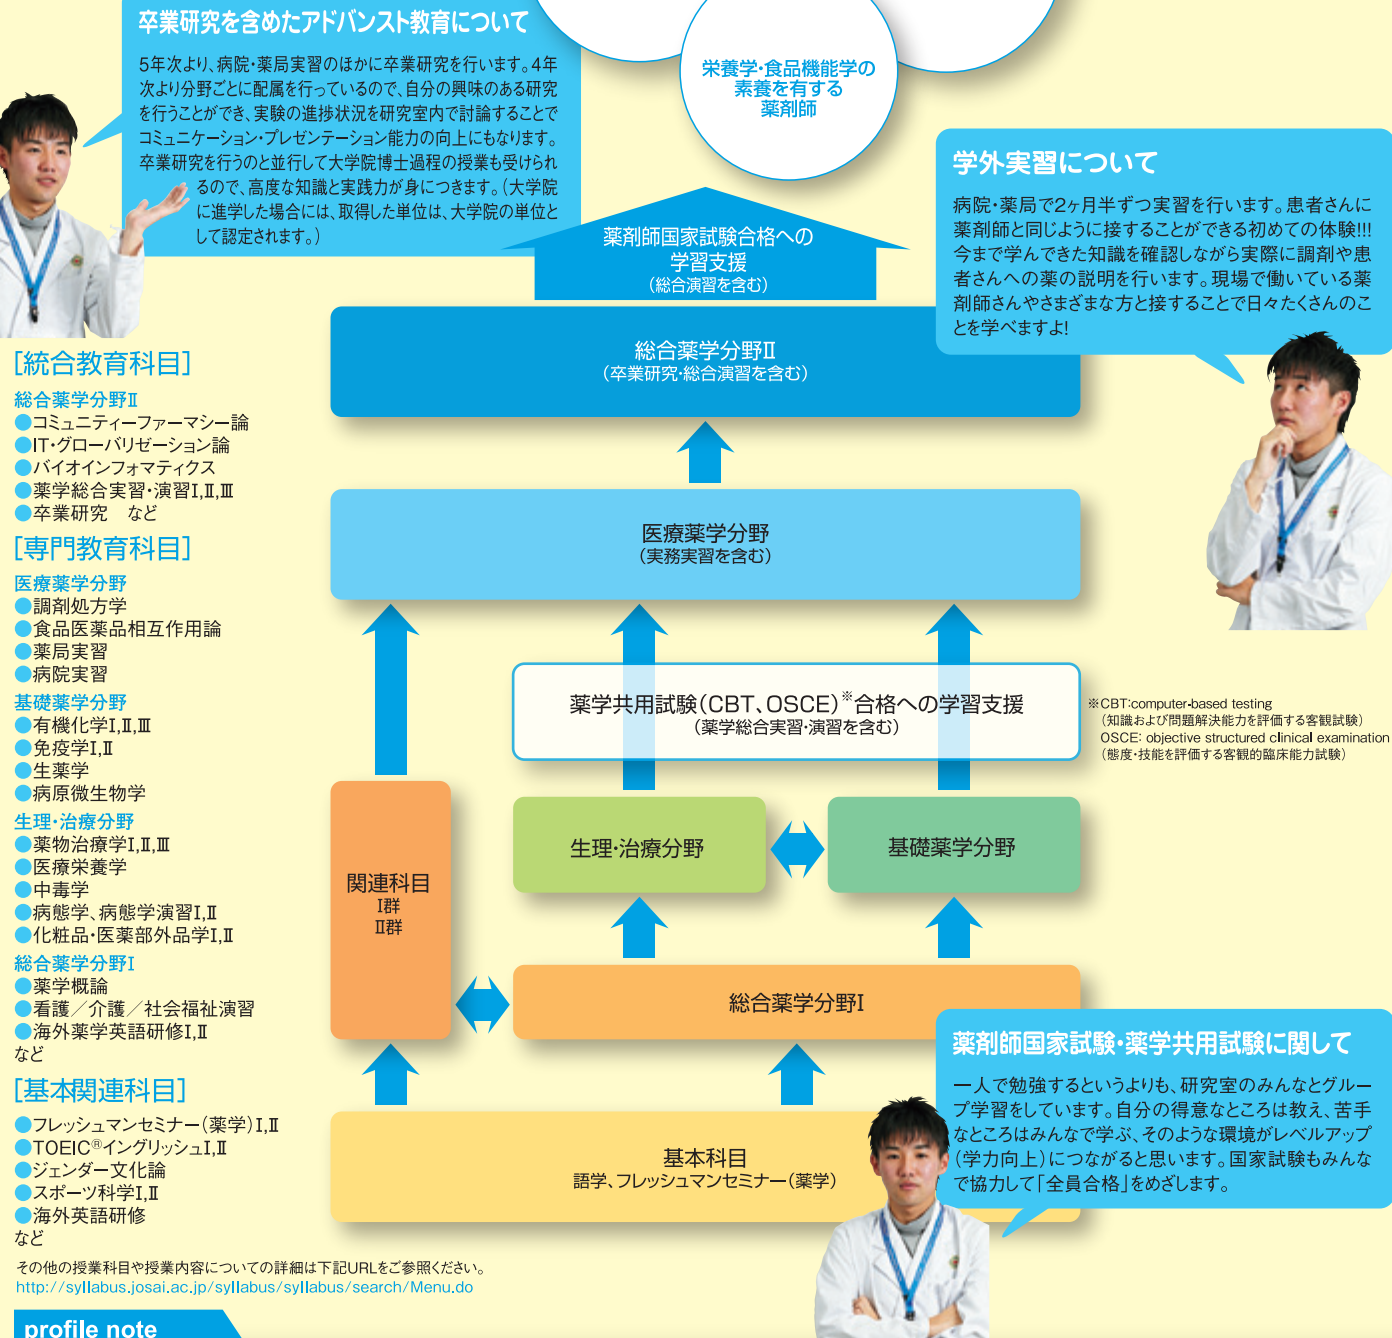 卒業研究を含めたアドバンスト教育について
5年次より、病院・薬局実習のほかに卒業研究を行います。4年
次より分野ごとに配属を行っているので、自分の興味のある研究
を行うことができ、実験の進捗状況を研究室内で討論することで
コミュニケーション・プレゼンテーション能力の向上にもなります。
卒業研究を行うのと並行して大学院博士過程の授業も受けられ
るので、高度な知識と実践力が身につきます。（大学院
に進学した場合には、取得した単位は、大学院の単位と
して認定されます。）
栄養学・食品機能学の
素養を有する
薬剤師
学外実習について
病院・薬局で2ヶ月半ずつ実習を行います。患者さんに
薬剤師と同じように接することができる初めての体験!!!
今まで学んできた知識を確認しながら実際に調剤や患
者さんへの薬の説明を行います。現場で働いている薬
剤師さんやさまざまな方と接することで日々たくさんのこ
とを学べますよ!
薬剤師国家試験合格への
学習支援
（総合演習を含む）
総合薬学分野Ⅱ
（卒業研究・総合演習を含む）
医療薬学分野
（実務実習を含む）
薬学共用試験（CBT、OSCE）※合格への学習支援
（薬学総合実習・演習を含む）
※CBT:computer-based testing
（知識および問題解決能力を評価する客観試験）
OSCE: objective structured clinical examination
（態度・技能を評価する客観的臨床能力試験）
関連科目
Ⅰ群
Ⅱ群
生理・治療分野
基礎薬学分野
総合薬学分野Ⅰ
基本科目
語学、フレッシュマンセミナー（薬学）
薬剤師国家試験・薬学共用試験に関して
一人で勉強するというよりも、研究室のみんなとグルー
プ学習をしています。自分の得意なところは教え、苦手
なところはみんなで学ぶ、そのような環境がレベルアップ
（学力向上）につながると思います。国家試験もみんな
で協力して「全員合格」をめざします。
［統合教育科目］
総合薬学分野Ⅱ
●コミュニティーファーマシー論
●IT・グローバリゼーション論
●バイオインフォマティクス
●薬学総合実習・演習Ⅰ,Ⅱ,Ⅲ
●卒業研究　など
［専門教育科目］
医療薬学分野
●調剤処方学
●食品医薬品相互作用論
●薬局実習
●病院実習
基礎薬学分野
●有機化学Ⅰ,Ⅱ,Ⅲ
●免疫学Ⅰ,Ⅱ
●生薬学
●病原微生物学
生理・治療分野
●薬物治療学Ⅰ,Ⅱ,Ⅲ
●医療栄養学
●中毒学
●病態学、病態学演習Ⅰ,Ⅱ
●化粧品・医薬部外品学Ⅰ,Ⅱ
総合薬学分野Ⅰ
●薬学概論
●看護／介護／社会福祉演習
●海外薬学英語研修Ⅰ,Ⅱ
など
［基本関連科目］
●フレッシュマンセミナー（薬学）Ⅰ,Ⅱ
●TOEIC®イングリッシュⅠ,Ⅱ
●ジェンダー文化論
●スポーツ科学Ⅰ,Ⅱ
●海外英語研修
など
その他の授業科目や授業内容についての詳細は下記URLをご参照ください。
http://syllabus.josai.ac.jp/syllabus/syllabus/search/Menu.do
profile note